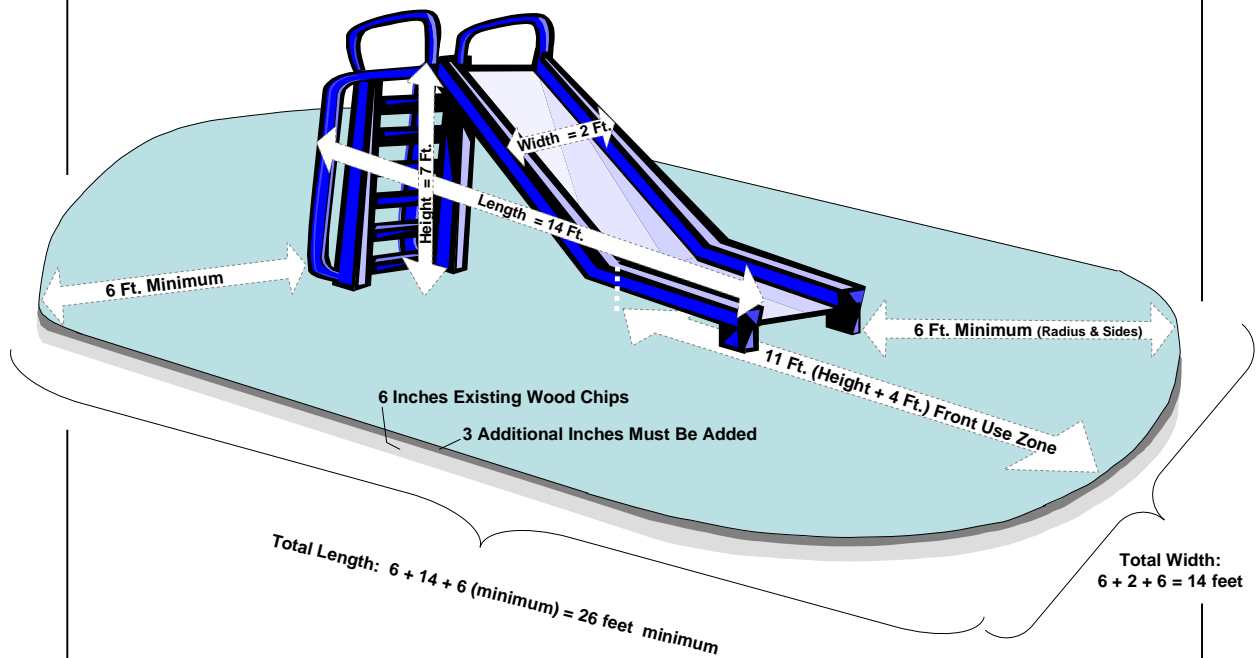 Width = 2 Ft.
Height = 7 Ft.
Length = 14 Ft.
6 Ft. Minimum
6 Ft. Minimum (Radius & Sides)
11 Ft. (Height + 4 Ft.) Front Use Zone
6 Inches Existing Wood Chips
3 Additional Inches Must Be Added
Total Length: 6 + 14 + 6 (minimum) = 26 feet minimum
Total Width:
6 + 2 + 6 = 14 feet